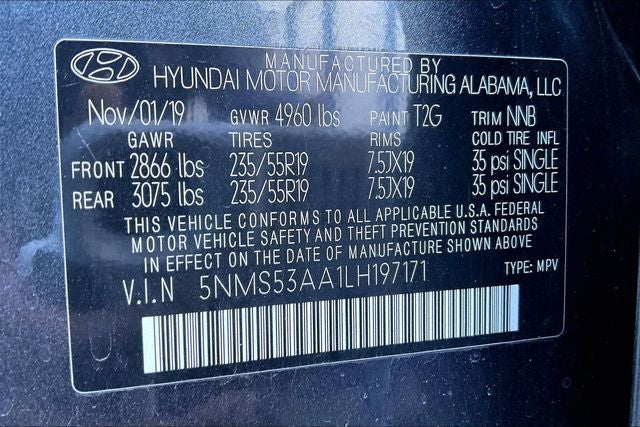 MANUFACTURED BY
HYUNDAI MOTOR MANUFACTURING ALABAMA, LLC
Nov/01/19 GVWR 4960 lbs PAINT T2G TRIM NNB
GAWR TIRES RIMS COLD TIRE INFL
FRONT 2866 lbs 235/55R19 7.5JX19 35 psi SINGLE
REAR 3075 lbs 235/55R19 7.5JX19 35 psi SINGLE
THIS VEHICLE CONFORMS TO ALL APPLICABLE U.S.A. FEDERAL
MOTOR VEHICLE SAFETY AND THEFT PREVENTION STANDARDS
IN EFFECT ON THE DATE OF MANUFACTURE SHOWN ABOVE
V.I.N 5NMS53AA1LH197171 TYPE: MPV